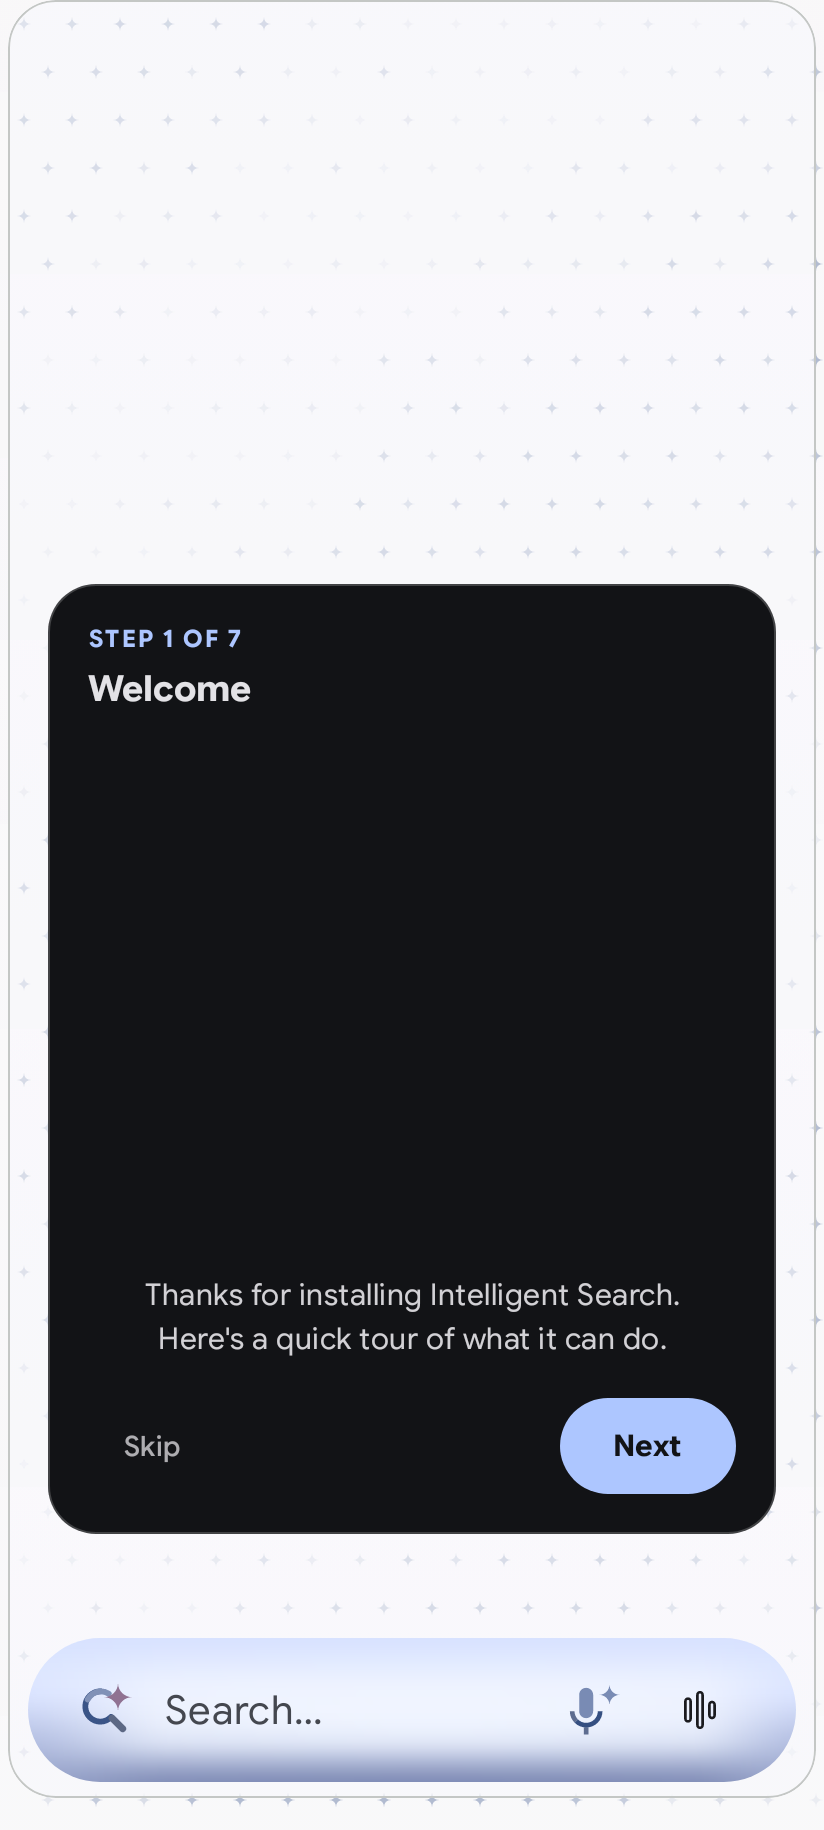 STEP 1 OF 7
Welcome
Thanks for installing Intelligent Search.
Here's a quick tour of what it can do.
Skip
Next
Search...